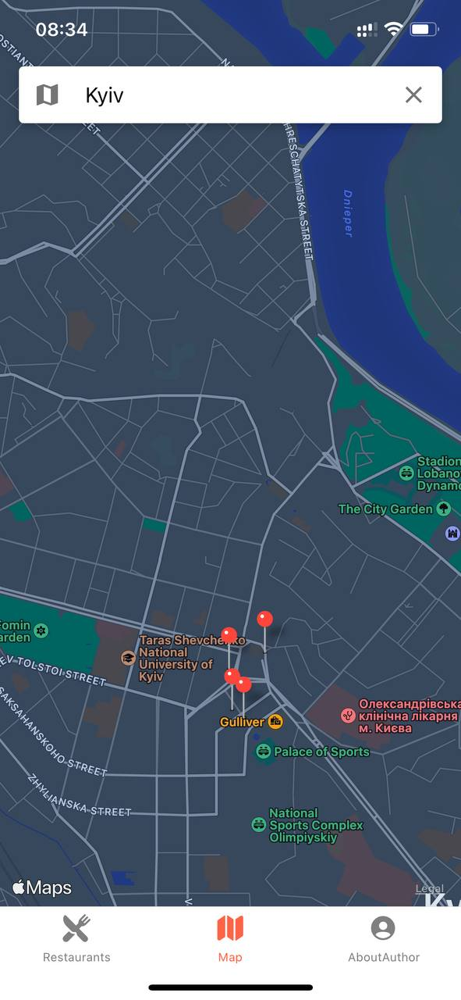 08:34
Kyiv
HRESCHATYTSKA STREET
Dnieper
Stadion
Lobano
Dynamo
The City Garden
Fomin
arden
Taras Shevchenko
National
University of
Kyiv
EV TOLSTOI STREET
SAKSAHANSKOHO STREET
ZHYLIANSKA STREET
Олександрівська
клінічна лікарня
м. Києва
Gulliver
Palace of Sports
National
Sports Complex
Olimpiyskiy
Maps
Legal
Restaurants
Map
AboutAuthor